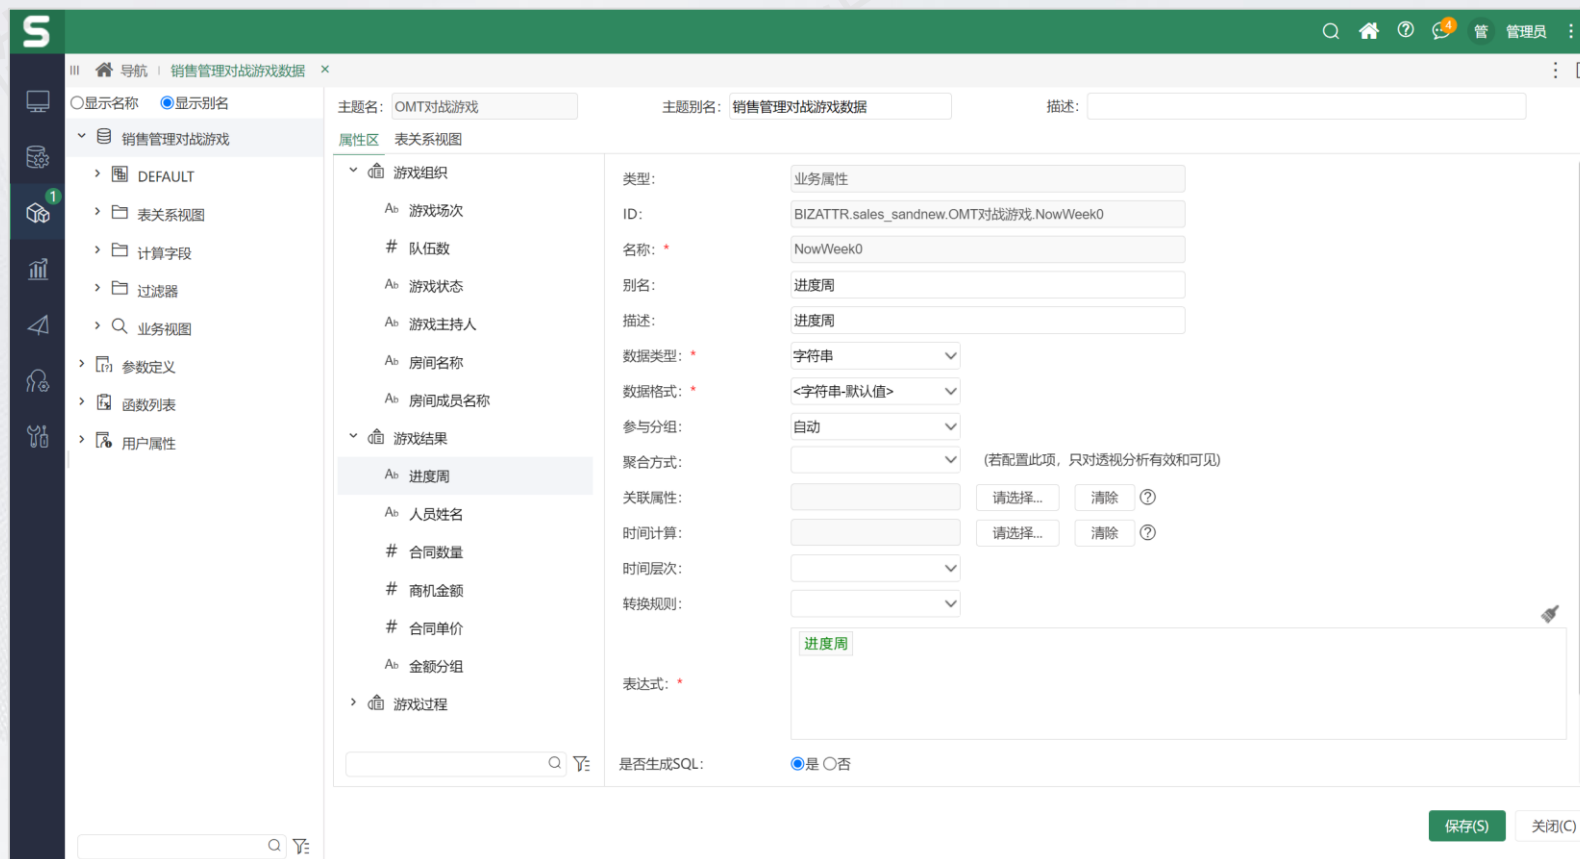 S
4
管
管理员
导航
销售管理对战游戏数据
×
显示名称
显示别名
主题名：
OMT对战游戏
主题别名：
销售管理对战游戏数据
描述：
销售管理对战游戏
DEFAULT
表关系视图
计算字段
过滤器
业务视图
参数定义
函数列表
用户属性
1
属性区
表关系视图
游戏组织
Ab 游戏场次
# 队伍数
Ab 游戏状态
Ab 游戏主持人
Ab 房间名称
Ab 房间成员名称
游戏结果
Ab 进度周
Ab 人员姓名
# 合同数量
# 商机金额
# 合同单价
Ab 金额分组
游戏过程
类型：
业务属性
ID：
BIZATTR.sales_sandnew.OMT对战游戏.NowWeek0
名称： *
NowWeek0
别名：
进度周
描述：
进度周
数据类型： *
字符串
数据格式： *
<字符串-默认值>
参与分组：
自动
聚合方式：
(若配置此项，只对透视分析有效和可见)
关联属性：
请选择...
清除
时间计算：
请选择...
清除
时间层次：
转换规则：
进度周
表达式： *
是否生成SQL：
是
否
保存(S)
关闭(C)